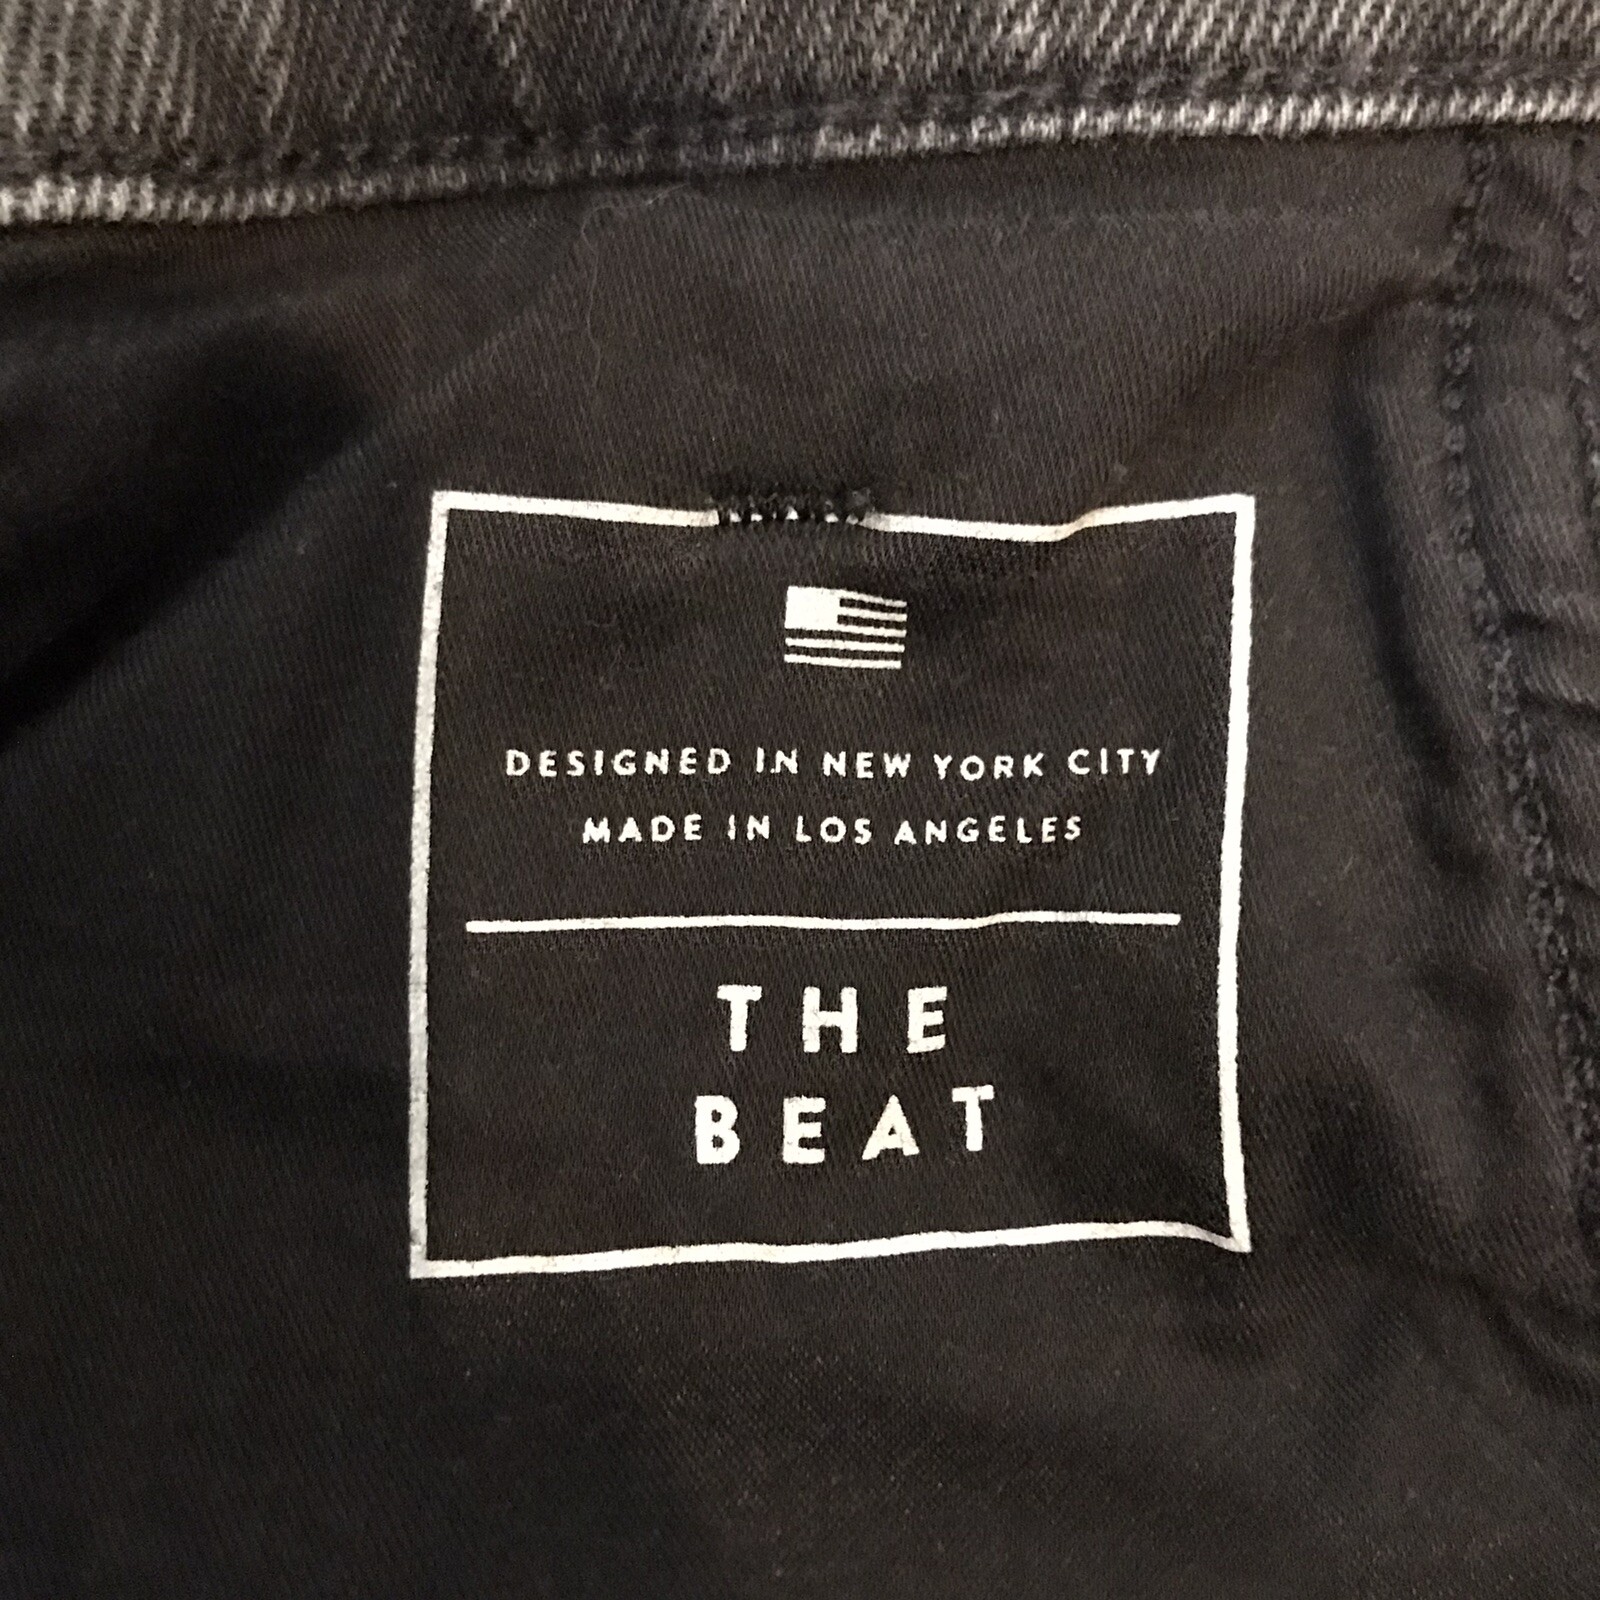 DESIGNED IN NEW YORK CITY
MADE IN LOS ANGELES
THE
BEAT